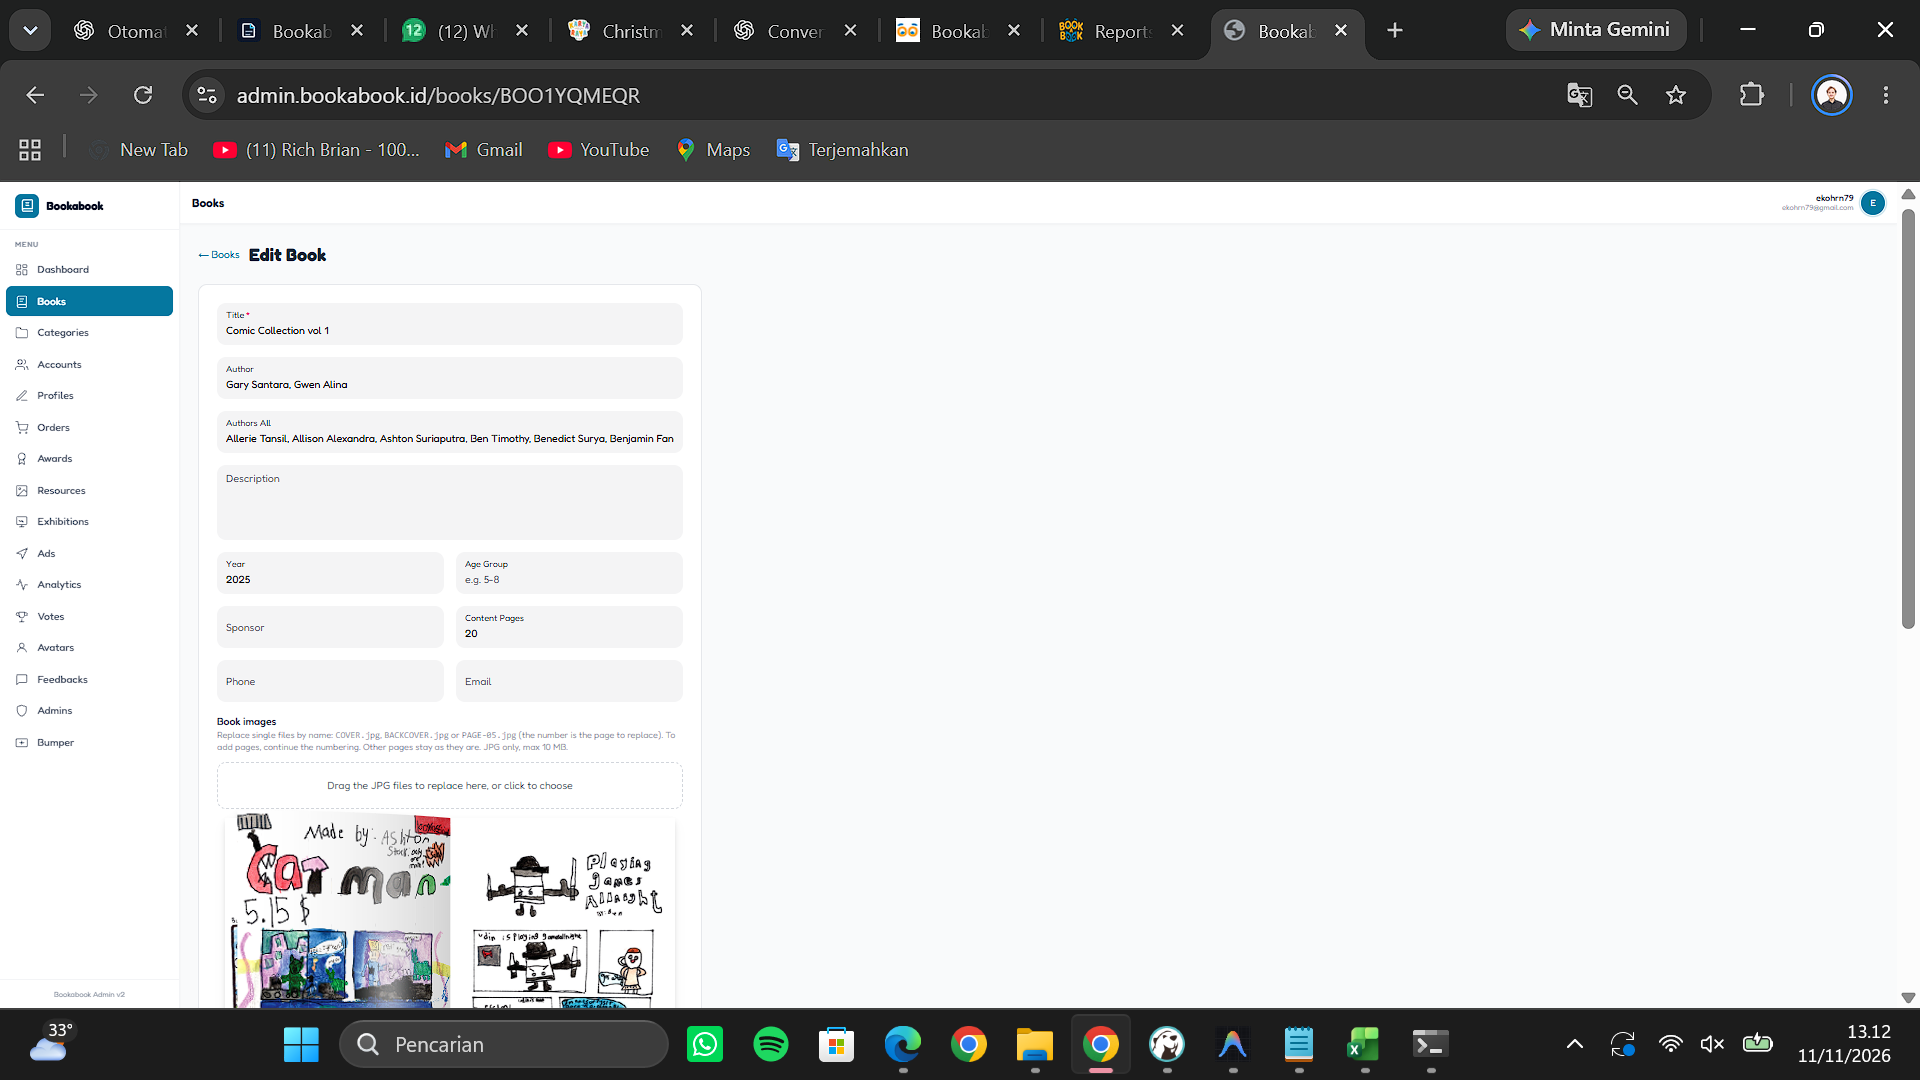 Otoma
Bookab
(12) Wh
Christm
Conver
Bookab
Reports
Bookab
Minta Gemini
admin.bookabook.id/books/BOO1YQMEQR
New Tab
(11) Rich Brian - 100...
Gmail
YouTube
Maps
Terjemahkan
Bookabook
Books
ekohrn79
ekohrn79@gmail.com
E
MENU
Dashboard
Books
Categories
Accounts
Profiles
Orders
Awards
Resources
Exhibitions
Ads
Analytics
Votes
Avatars
Feedbacks
Admins
Bumper
Bookabook Admin v2
← Books
Edit Book
Title *
Comic Collection vol 1
Author
Gary Santara, Gwen Alina
Authors All
Allerie Tansil, Allison Alexandra, Ashton Suriaputra, Ben Timothy, Benedict Surya, Benjamin Fan
Description
Year
2025
Age Group
e.g. 5-8
Sponsor
Content Pages
20
Phone
Email
Book images
Replace single files by name: COVER.jpg, BACKCOVER.jpg or PAGE-05.jpg (the number is the page to replace). To
add pages, continue the numbering. Other pages stay as they are. JPG only, max 10 MB.
Drag the JPG files to replace here, or click to choose
Made by: Ashton
Cat man
5.15 $
Playing
games
Allnight
33°
Pencarian
13.12
11/11/2026